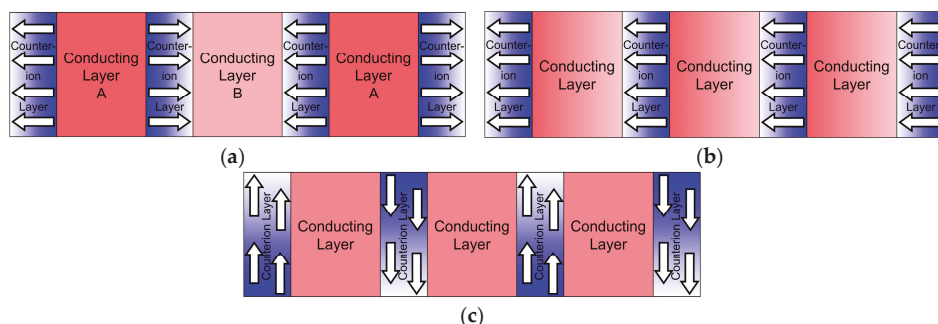 Counter-
ion
Layer
Conducting
Layer
A
Counter-
ion
Layer
Conducting
Layer
B
Counter-
ion
Layer
Conducting
Layer
A
Counter-
ion
Layer
(a)
Counter-
ion
Layer
Conducting
Layer
Counter-
ion
Layer
Conducting
Layer
Counter-
ion
Layer
Conducting
Layer
Counter-
ion
Layer
(b)
Counterion Layer
Conducting
Layer
Counterion Layer
Conducting
Layer
Counterion Layer
Conducting
Layer
Counterion Layer
(c)